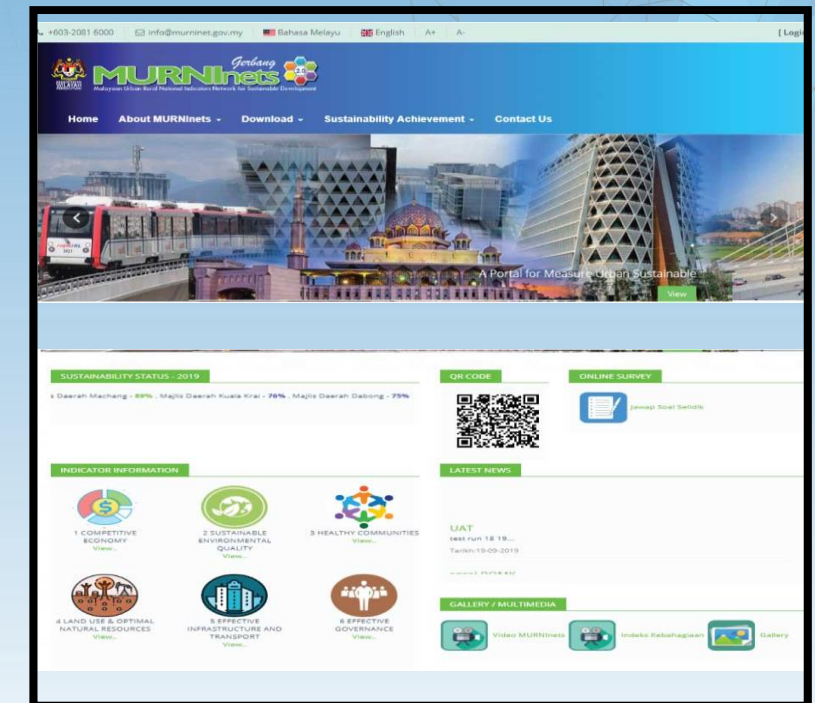 +603-2081 6000 info@murninet.gov.my Bahasa Melayu English A+ A- [ Login
Gerbang
MURNInets 2.0
Malaysian Urban Rural National Indicators Network for Sustainable Development
Home About MURNInets Download Sustainability Achievement Contact Us
A Portal for Measure Urban Sustainable
View
SUSTAINABILITY STATUS - 2019
s Daerah Machang - 69% , Majlis Daerah Kuala Krai - 76% , Majlis Daerah Dabong - 75%
QR CODE
ONLINE SURVEY
Jawap Soal Selidik
INDICATOR INFORMATION
1 COMPETITIVE
ECONOMY
View..
2 SUSTAINABLE
ENVIRONMENTAL
QUALITY
View...
3 HEALTHY COMMUNITIES
View...
4 LAND USE & OPTIMAL
NATURAL RESOURCES
View..
5 EFFECTIVE
INFRASTRUCTURE AND
TRANSPORT
View...
6 EFFECTIVE
GOVERNANCE
View...
LATEST NEWS
UAT
test run 18 19...
Tarikh:19-09-2019
GALLERY / MULTIMEDIA
Video MURNInets
Indeks Kebahagiaan
Gallery